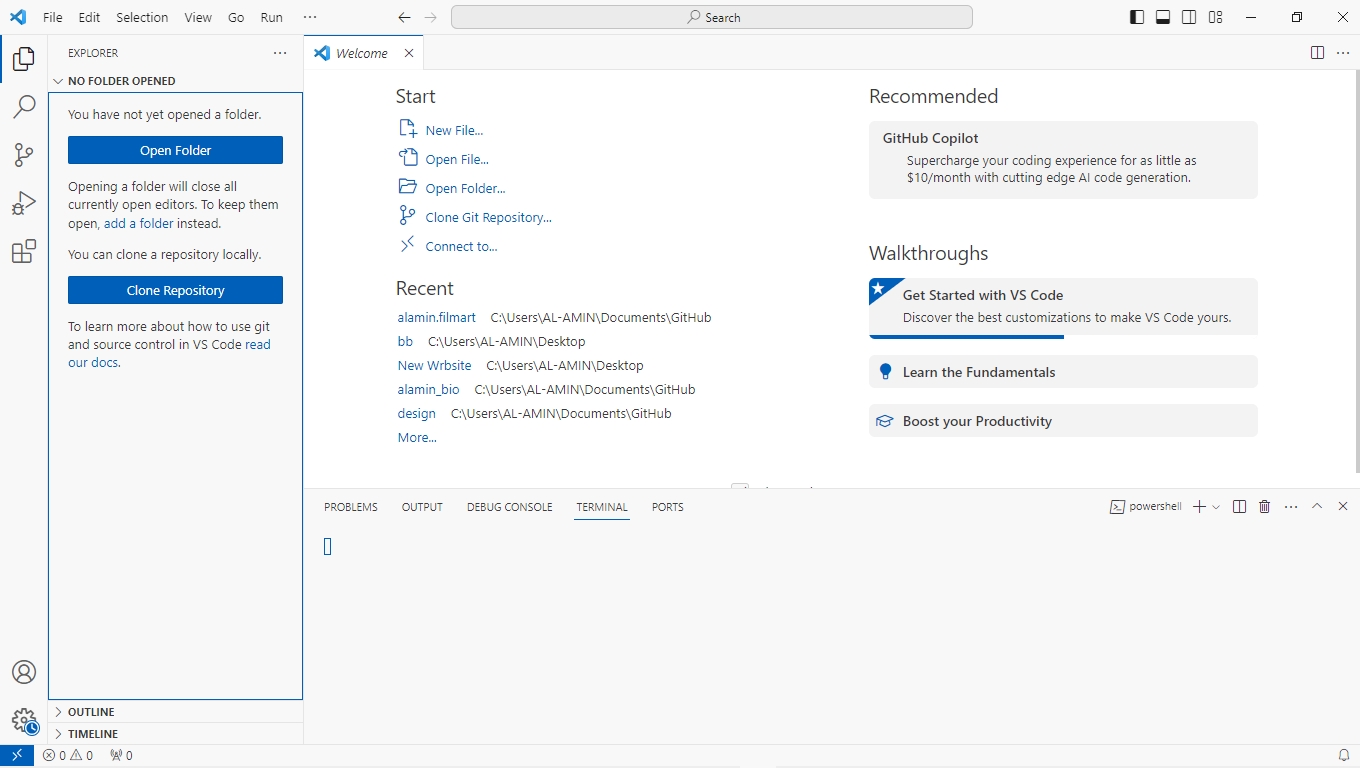 File Edit Selection View Go Run ···
Search
EXPLORER ···
Welcome
NO FOLDER OPENED
You have not yet opened a folder.
Open Folder
Opening a folder will close all
currently open editors. To keep them
open, add a folder instead.
You can clone a repository locally.
Clone Repository
To learn more about how to use git
and source control in VS Code read
our docs.
OUTLINE
TIMELINE
Start
New File...
Open File...
Open Folder...
Clone Git Repository...
Connect to...
Recent
alamin.filmart C:\Users\AL-AMIN\Documents\GitHub
bb C:\Users\AL-AMIN\Desktop
New Wrbsite C:\Users\AL-AMIN\Desktop
alamin_bio C:\Users\AL-AMIN\Documents\GitHub
design C:\Users\AL-AMIN\Documents\GitHub
More...
Recommended
GitHub Copilot
Supercharge your coding experience for as little as
$10/month with cutting edge AI code generation.
Walkthroughs
Get Started with VS Code
Discover the best customizations to make VS Code yours.
Learn the Fundamentals
Boost your Productivity
PROBLEMS OUTPUT DEBUG CONSOLE TERMINAL PORTS
powershell
0 0 0